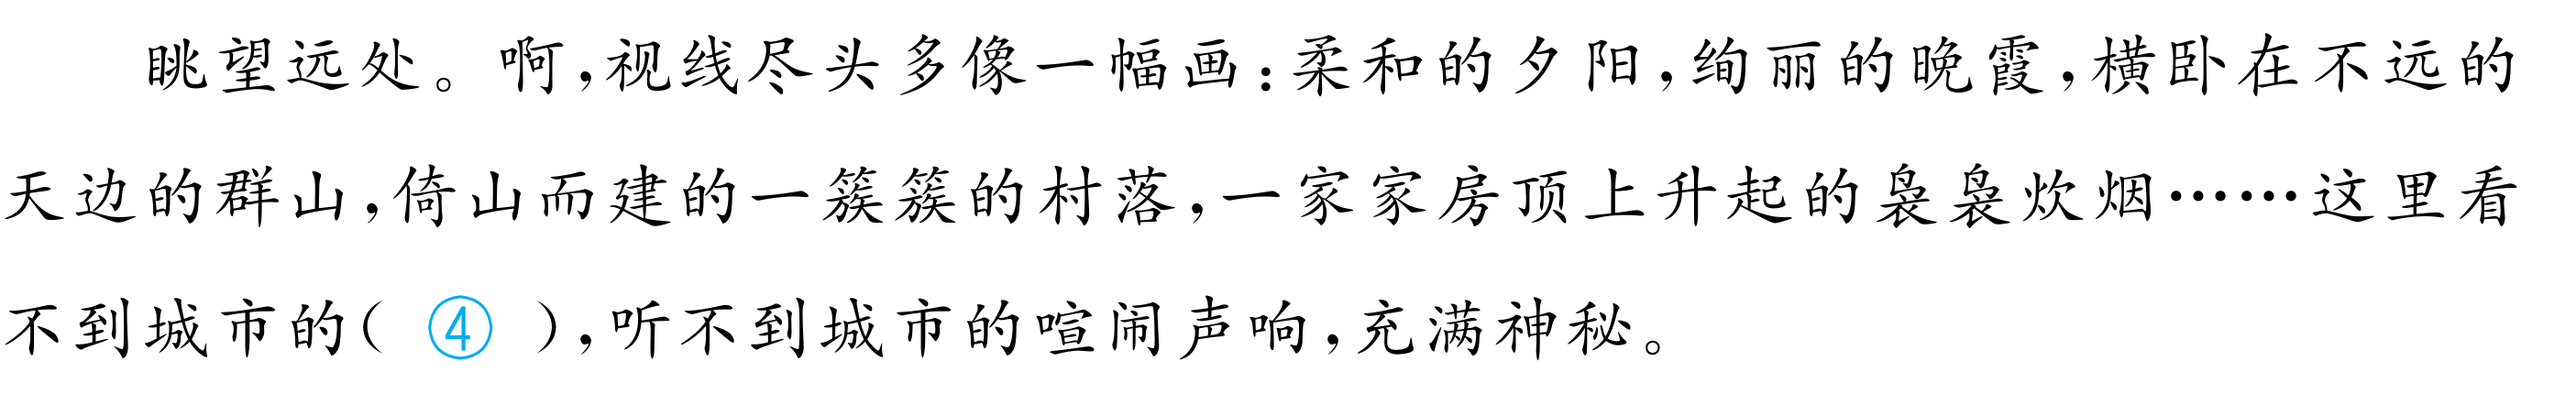 眺望远处。啊,视线尽头多像一幅画:柔和的夕阳,绚丽的晚霞,横卧在不远的
天边的群山,倚山而建的一簇簇的村落,一家家房顶上升起的袅袅炊烟……这里看
不到城市的( ④ ),听不到城市的喧闹声响,充满神秘。